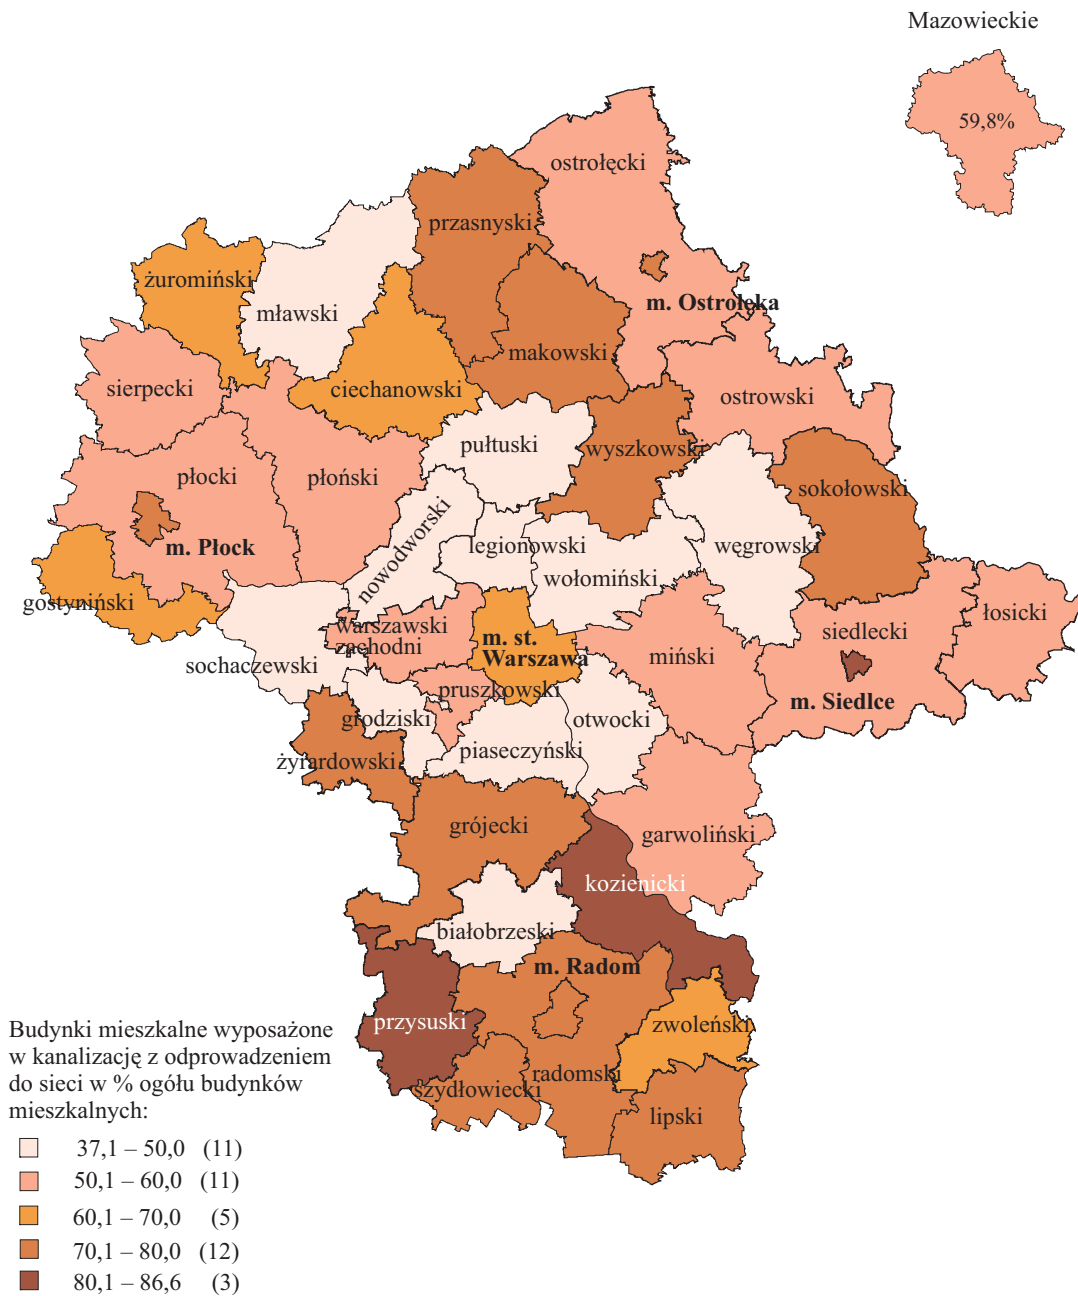 Mazowieckie
59,8%
ostrołęcki
przasnyski
żuromiński
mławski
m. Ostrołęka
makowski
ciechanowski
sierpecki
ostrowski
pułtuski
wyszkowski
płocki
płoński
sokołowski
nowodworski
legionowski
węgrowski
m. Płock
wołomiński
gostyniński
łosicki
warszawski
zachodni
m. st.
Warszawa
siedlecki
miński
sochaczewski
pruszkowski
m. Siedlce
grodziski
otwocki
piaseczyński
żyrardowski
grójecki
garwoliński
kozienicki
białobrzeski
m. Radom
przysuski
zwoleński
radomski
szydłowiecki
lipski
Budynki mieszkalne wyposażone
w kanalizację z odprowadzeniem
do sieci w % ogółu budynków
mieszkalnych:
37,1 – 50,0 (11)
50,1 – 60,0 (11)
60,1 – 70,0 (5)
70,1 – 80,0 (12)
80,1 – 86,6 (3)